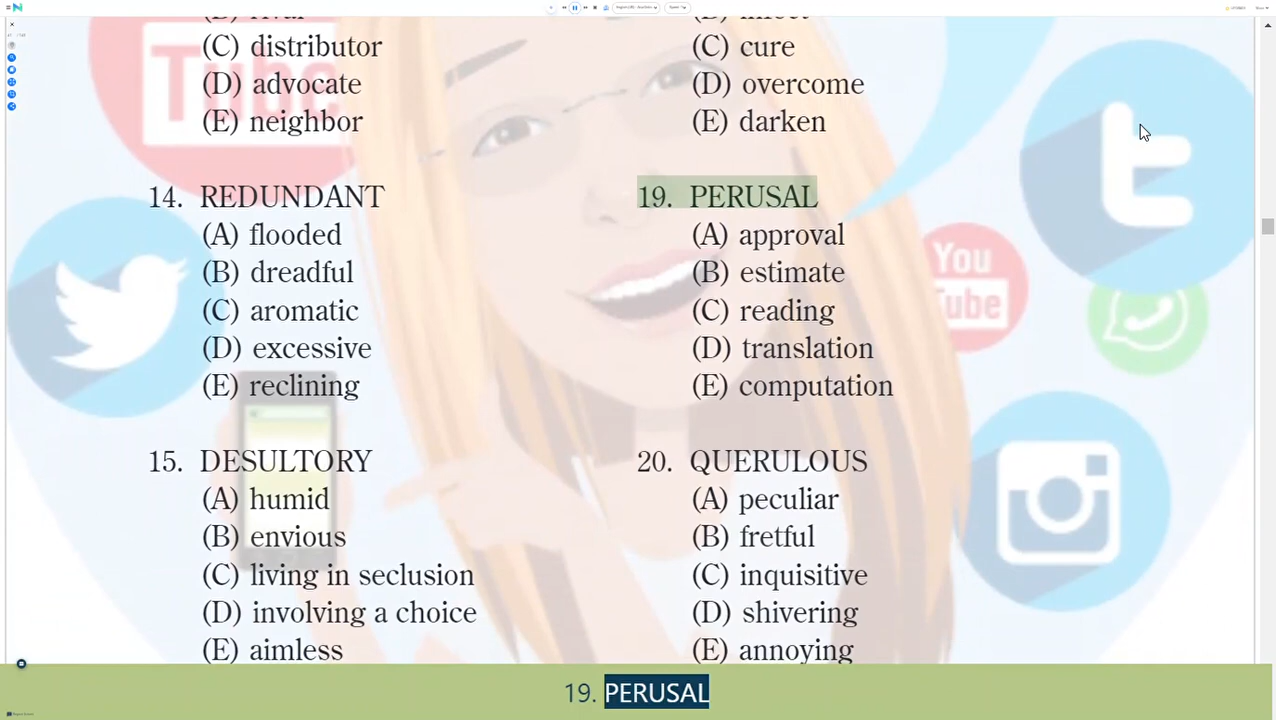 (C) distributor
(D) advocate
(E) neighbor
14. REDUNDANT
(A) flooded
(B) dreadful
(C) aromatic
(D) excessive
(E) reclining
15. DESULTORY
(A) humid
(B) envious
(C) living in seclusion
(D) involving a choice
(E) aimless
(C) cure
(D) overcome
(E) darken
19. PERUSAL
(A) approval
(B) estimate
(C) reading
(D) translation
(E) computation
20. QUERULOUS
(A) peculiar
(B) fretful
(C) inquisitive
(D) shivering
(E) annoying
Tube
You
Tube
19. PERUSAL